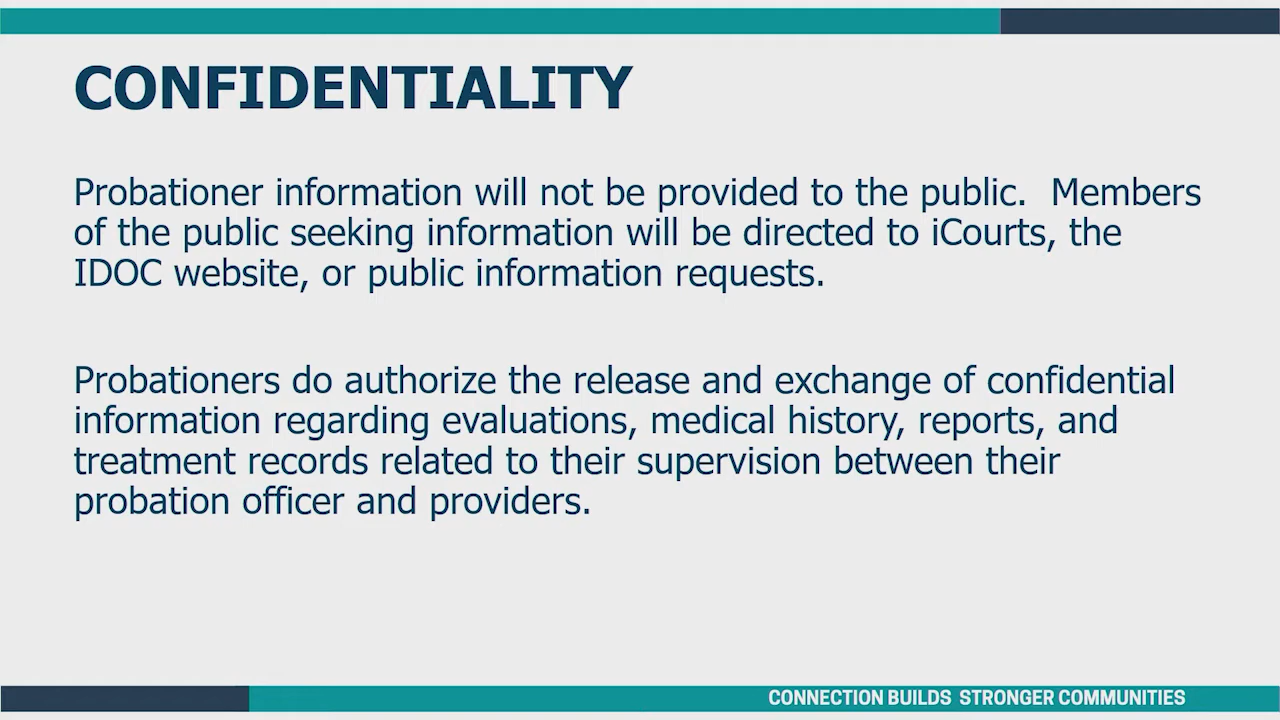 CONFIDENTIALITY
Probationer information will not be provided to the public.  Members
of the public seeking information will be directed to iCourts, the
IDOC website, or public information requests.
Probationers do authorize the release and exchange of confidential
information regarding evaluations, medical history, reports, and
treatment records related to their supervision between their
probation officer and providers.
CONNECTION BUILDS  STRONGER COMMUNITIES